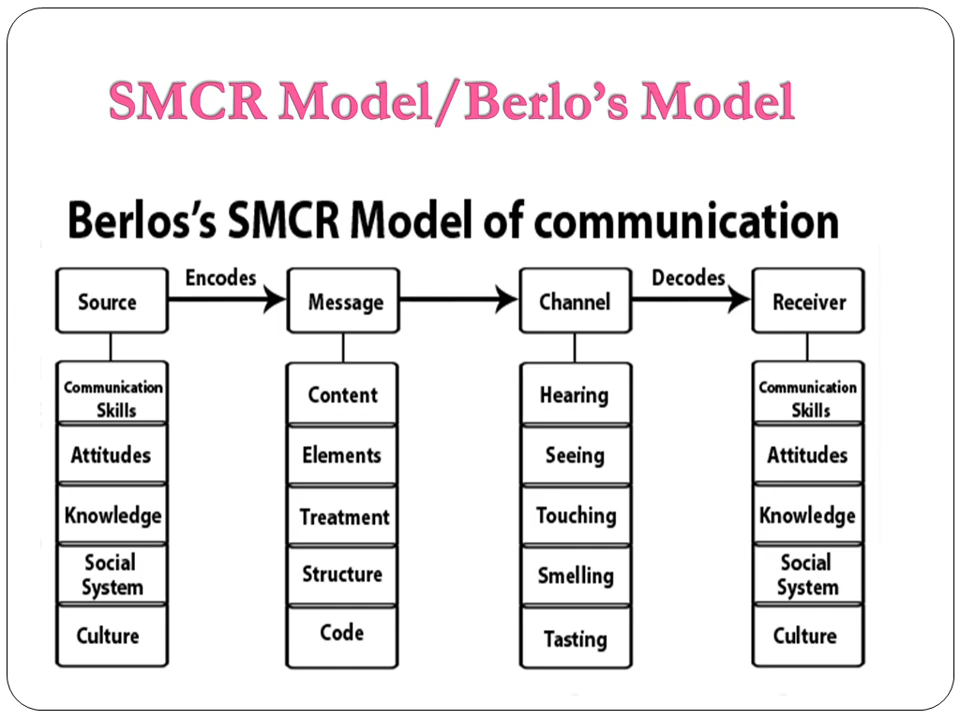 SMCR Model/Berlo's Model
Berlos's SMCR Model of communication
Source
Encodes
Message
Channel
Decodes
Receiver
Communication
Skills
Attitudes
Knowledge
Social
System
Culture
Content
Elements
Treatment
Structure
Code
Hearing
Seeing
Touching
Smelling
Tasting
Communication
Skills
Attitudes
Knowledge
Social
System
Culture